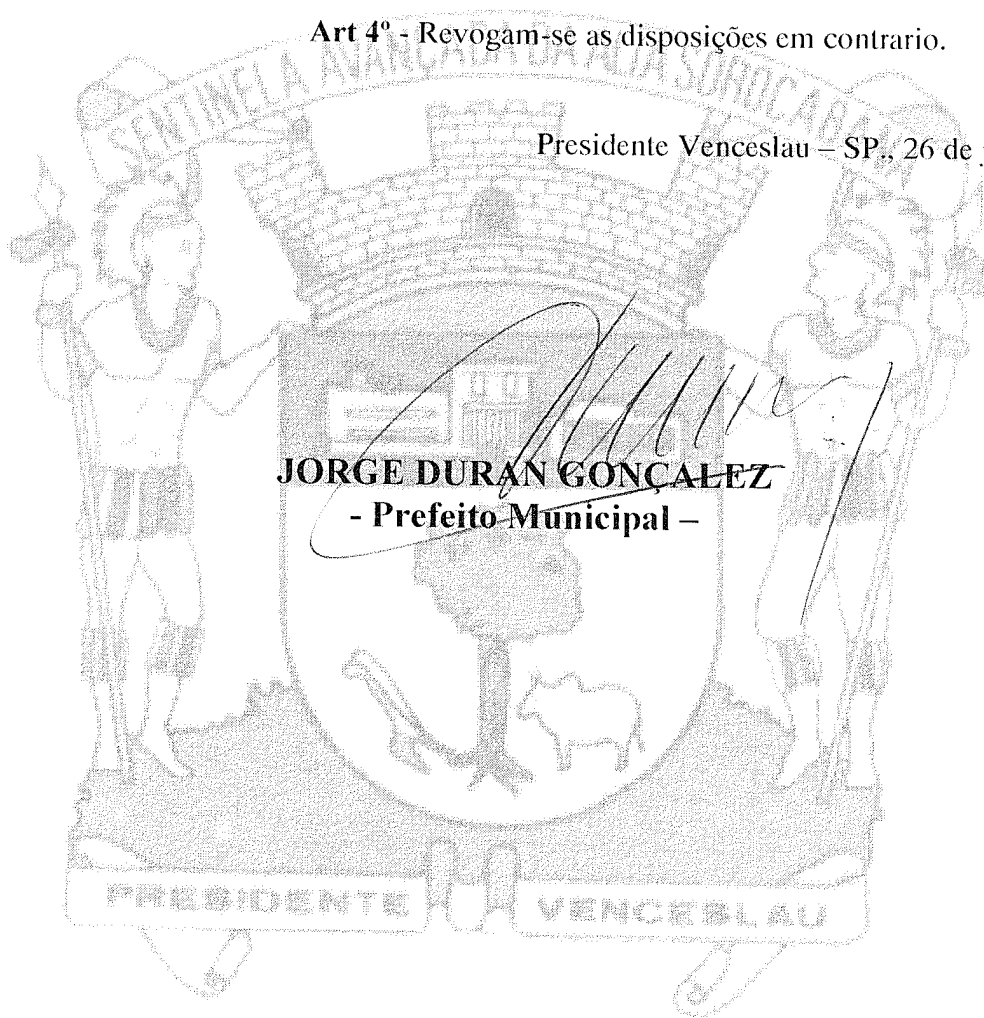 Art 4º - Revogam-se as disposições em contrario.
SENTINELA AVANÇADA DA ALTA SOROCABANA
Presidente Venceslau – SP., 26 de
JORGE DURAN GONÇALEZ
- Prefeito Municipal –
PRESIDENTE VENCESLAU